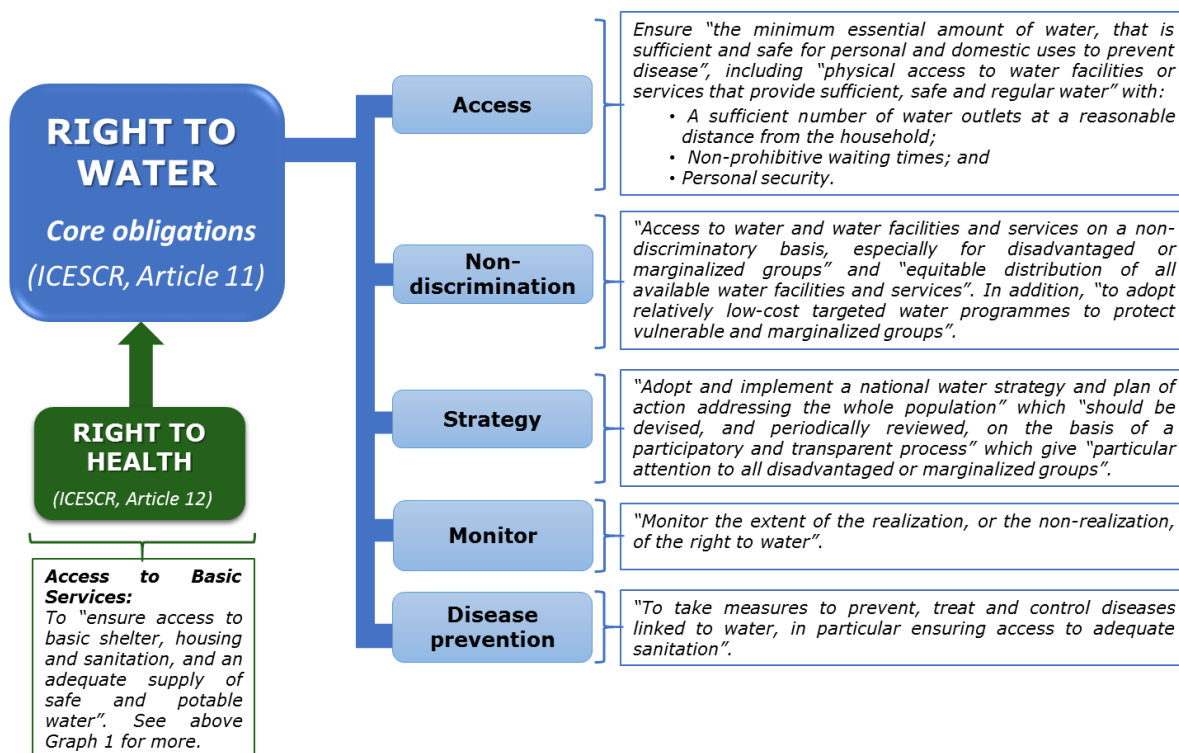 RIGHT TO
WATER
Core obligations
(ICESCR, Article 11)
RIGHT TO
HEALTH
(ICESCR, Article 12)
Access to Basic
Services:
To “ensure access to
basic shelter, housing
and sanitation, and an
adequate supply of
safe and potable
water”. See above
Graph 1 for more.
Access
Ensure “the minimum essential amount of water, that is
sufficient and safe for personal and domestic uses to prevent
disease”, including “physical access to water facilities or
services that provide sufficient, safe and regular water” with:
• A sufficient number of water outlets at a reasonable
distance from the household;
• Non-prohibitive waiting times; and
• Personal security.
Non-
discrimination
“Access to water and water facilities and services on a non-
discriminatory basis, especially for disadvantaged or
marginalized groups” and “equitable distribution of all
available water facilities and services”. In addition, “to adopt
relatively low-cost targeted water programmes to protect
vulnerable and marginalized groups”.
Strategy
“Adopt and implement a national water strategy and plan of
action addressing the whole population” which “should be
devised, and periodically reviewed, on the basis of a
participatory and transparent process” which give “particular
attention to all disadvantaged or marginalized groups”.
Monitor
“Monitor the extent of the realization, or the non-realization,
of the right to water”.
Disease
prevention
“To take measures to prevent, treat and control diseases
linked to water, in particular ensuring access to adequate
sanitation”.